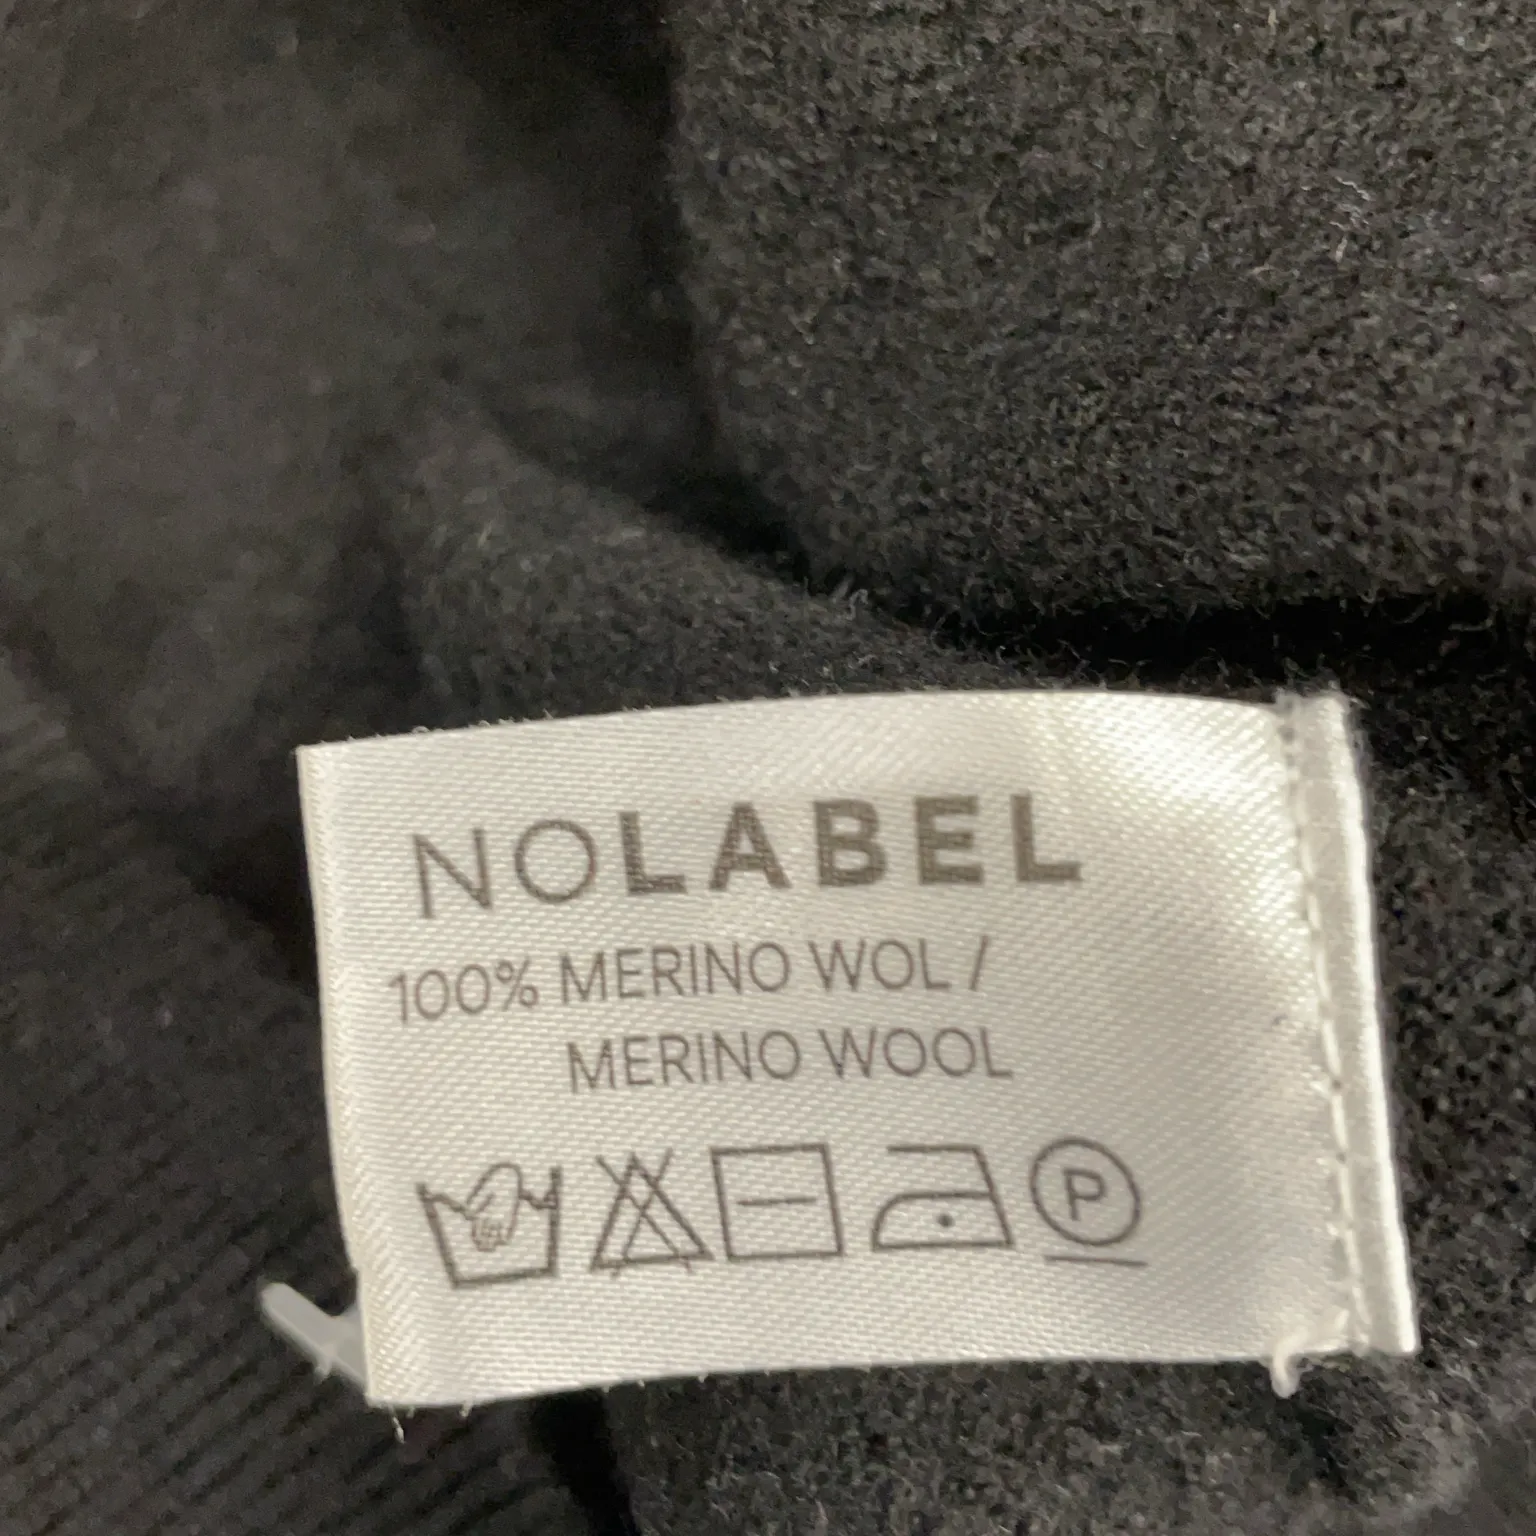 NOLABEL
100% MERINO WOL /
MERINO WOOL
P